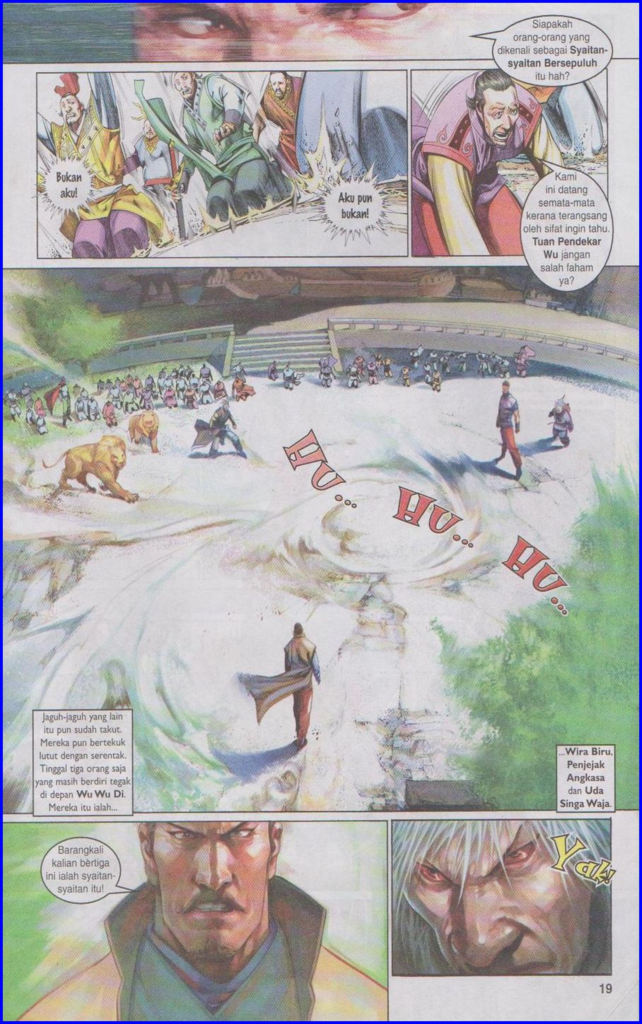 Siapakah
orang-orang yang
dikenali sebagai Syaitan-
syaitan Bersepuluh
itu hah?
Bukan
aku!
Aku pun
bukan!
Kami
ini datang
semata-mata
kerana terangsang
oleh sifat ingin tahu.
Tuan Pendekar
Wu jangan
salah faham
ya?
HU...
HU...
HU...
Jaguh-jaguh yang lain
itu pun sudah takut.
Mereka pun bertekuk
lutut dengan serentak.
Tinggal tiga orang saja
yang masih berdiri tegak
di depan Wu Wu Di.
Mereka itu ialah...
...Wira Biru,
Penjejak
Angkasa
dan Uda
Singa Waja.
Barangkali
kalian bertiga
ini ialah syaitan-
syaitan itu!
Yak!
19